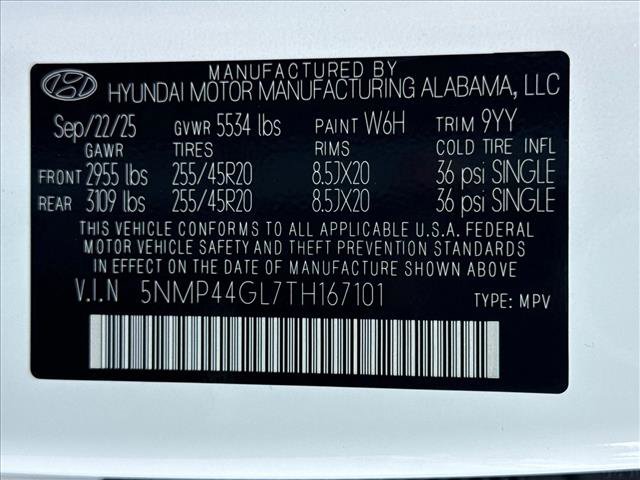 MANUFACTURED BY
HYUNDAI MOTOR MANUFACTURING ALABAMA, LLC
Sep/22/25 GVWR 5534 lbs PAINT W6H TRIM 9YY
GAWR TIRES RIMS COLD TIRE INFL
FRONT 2955 lbs 255/45R20 8.5JX20 36 psi SINGLE
REAR 3109 lbs 255/45R20 8.5JX20 36 psi SINGLE
THIS VEHICLE CONFORMS TO ALL APPLICABLE U.S.A. FEDERAL
MOTOR VEHICLE SAFETY AND THEFT PREVENTION STANDARDS
IN EFFECT ON THE DATE OF MANUFACTURE SHOWN ABOVE
V.I.N 5NMP44GL7TH167101 TYPE: MPV